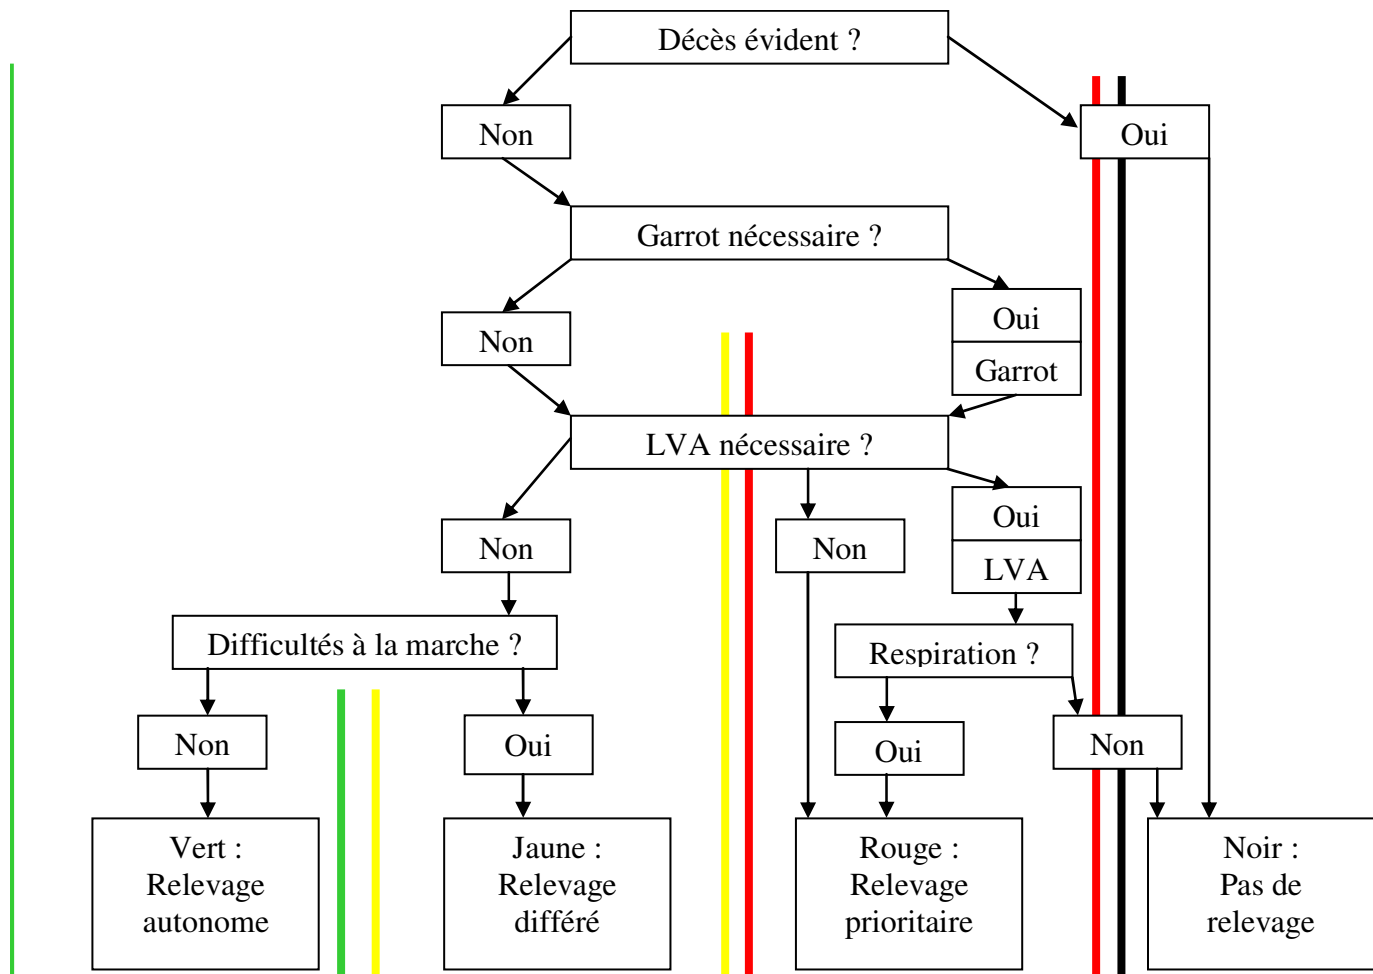 Décès évident ?
Non
Oui
Garrot nécessaire ?
Non
Oui
Garrot
LVA nécessaire ?
Non
Non
Oui
LVA
Difficultés à la marche ?
Respiration ?
Non
Oui
Oui
Non
Vert :
Relevage
autonome
Jaune :
Relevage
différé
Rouge :
Relevage
prioritaire
Noir :
Pas de
relevage